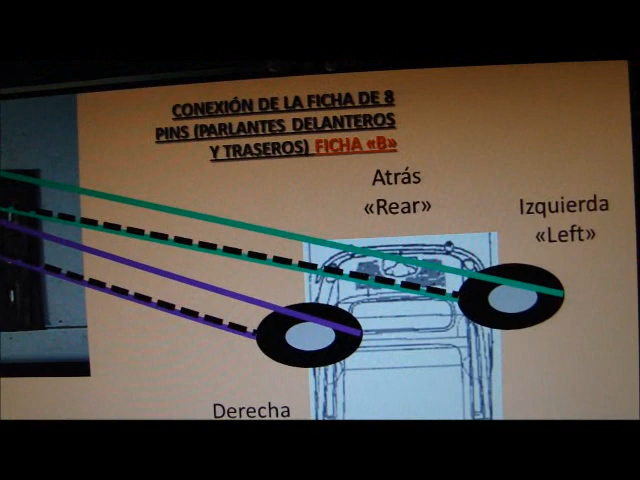 CONEXIÓN DE LA FICHA DE 8
PINS (PARLANTES DELANTEROS
Y TRASEROS) FICHA «B»
Atrás
«Rear»
Izquierda
«Left»
Derecha